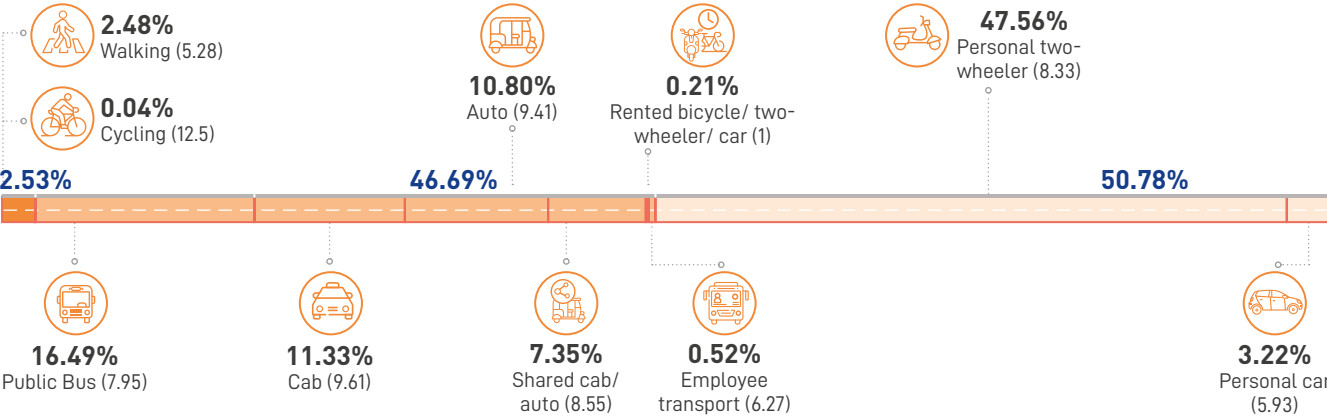 2.48%
Walking (5.28)
0.04%
Cycling (12.5)
10.80%
Auto (9.41)
0.21%
Rented bicycle/ two-
wheeler/ car (1)
47.56%
Personal two-
wheeler (8.33)
2.53%
46.69%
50.78%
16.49%
Public Bus (7.95)
11.33%
Cab (9.61)
7.35%
Shared cab/
auto (8.55)
0.52%
Employee
transport (6.27)
3.22%
Personal car
(5.93)